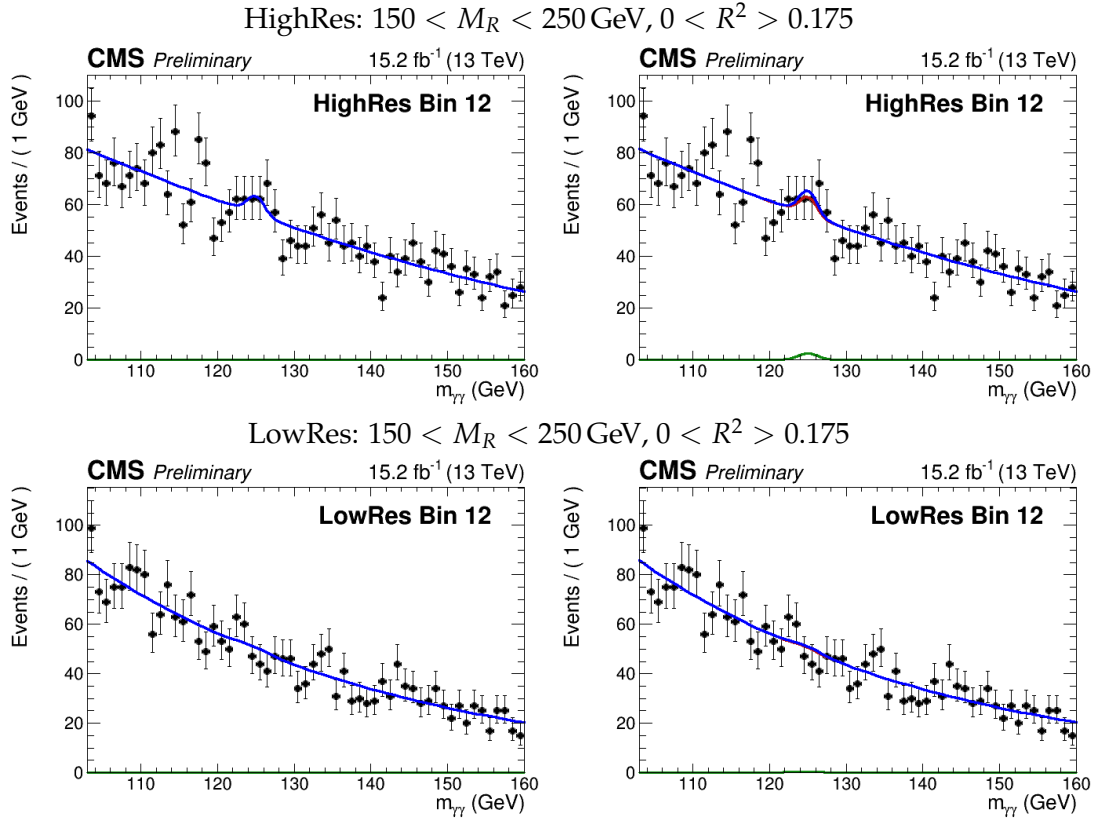 HighRes: 150 < M_R < 250 GeV, 0 < R² > 0.175
CMS Preliminary 15.2 fb⁻¹ (13 TeV)
HighRes Bin 12
Events / ( 1 GeV )
100
80
60
40
20
0
110 120 130 140 150 160
m_γγ (GeV)
CMS Preliminary 15.2 fb⁻¹ (13 TeV)
HighRes Bin 12
Events / ( 1 GeV )
100
80
60
40
20
0
110 120 130 140 150 160
m_γγ (GeV)
LowRes: 150 < M_R < 250 GeV, 0 < R² > 0.175
CMS Preliminary 15.2 fb⁻¹ (13 TeV)
LowRes Bin 12
Events / ( 1 GeV )
100
80
60
40
20
0
110 120 130 140 150 160
m_γγ (GeV)
CMS Preliminary 15.2 fb⁻¹ (13 TeV)
LowRes Bin 12
Events / ( 1 GeV )
100
80
60
40
20
0
110 120 130 140 150 160
m_γγ (GeV)